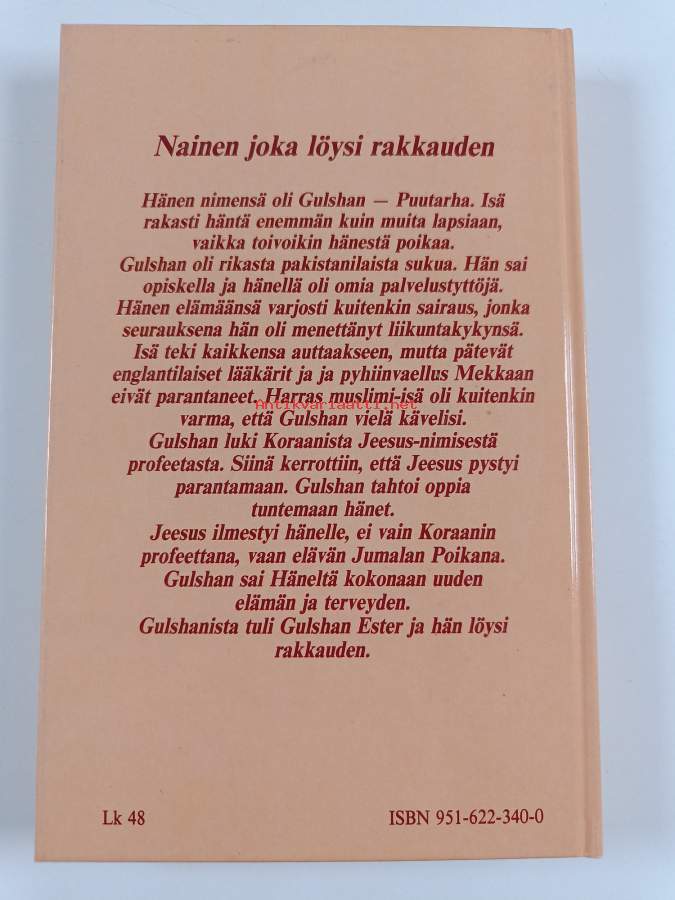 Nainen joka löysi rakkauden
Hänen nimensä oli Gulshan — Puutarha. Isä
rakasti häntä enemmän kuin muita lapsiaan,
vaikka toivoikin hänestä poikaa.
Gulshan oli rikasta pakistanilaista sukua. Hän sai
opiskella ja hänellä oli omia palvelustyttöjä.
Hänen elämäänsä varjosti kuitenkin sairaus, jonka
seurauksena hän oli menettänyt liikuntakykynsä.
Isä teki kaikkensa auttaakseen, mutta pätevät
englantilaiset lääkärit ja ja pyhiinvaellus Mekkaan
eivät parantaneet. Harras muslimi-isä oli kuitenkin
Antikvariaatti.net
varma, että Gulshan vielä kävelisi.
Gulshan luki Koraanista Jeesus-nimisestä
profeetasta. Siinä kerrottiin, että Jeesus pystyi
parantamaan. Gulshan tahtoi oppia
tuntemaan hänet.
Jeesus ilmestyi hänelle, ei vain Koraanin
profeettana, vaan elävän Jumalan Poikana.
Gulshan sai Häneltä kokonaan uuden
elämän ja terveyden.
Gulshanista tuli Gulshan Ester ja hän löysi
rakkauden.
Lk 48
ISBN 951-622-340-0